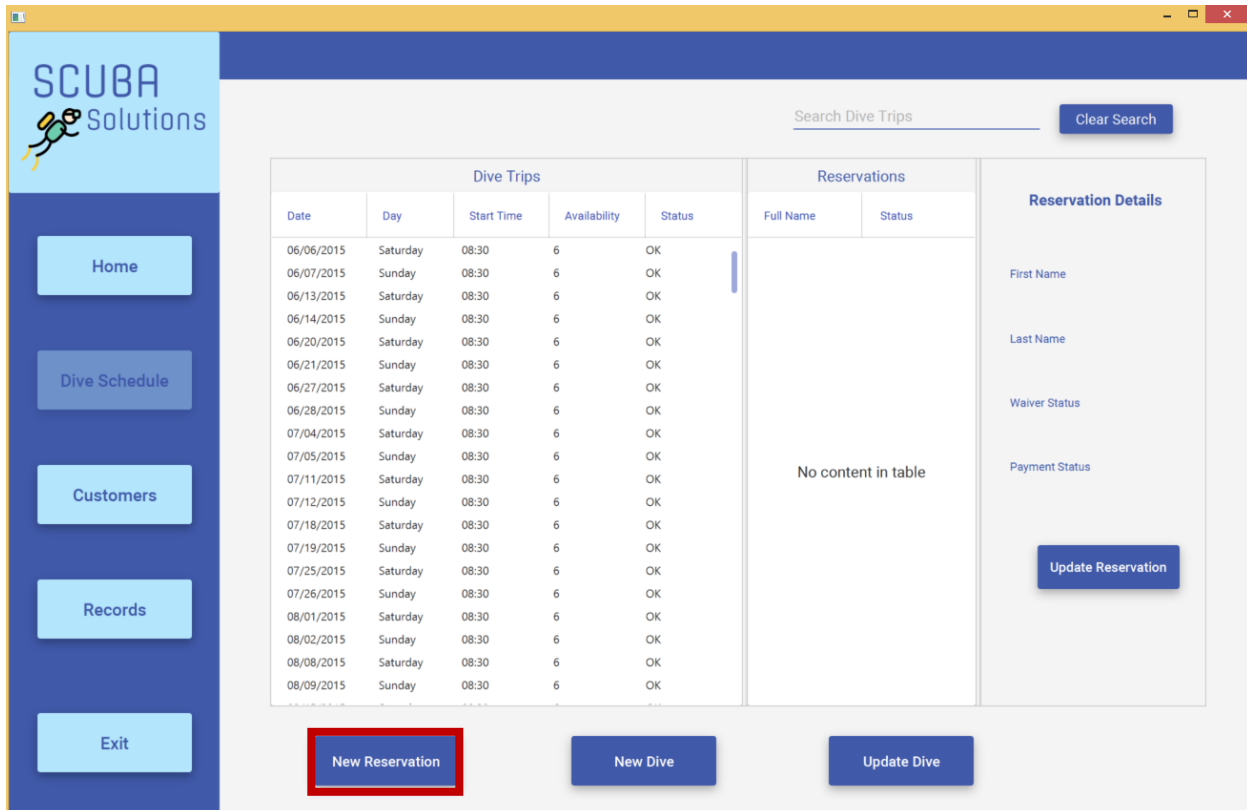 SCUBA
Solutions
Search Dive Trips
Clear Search
Home
Dive Schedule
Customers
Records
Exit
Dive Trips
Date Day Start Time Availability Status
06/06/2015 Saturday 08:30 6 OK
06/07/2015 Sunday 08:30 6 OK
06/13/2015 Saturday 08:30 6 OK
06/14/2015 Sunday 08:30 6 OK
06/20/2015 Saturday 08:30 6 OK
06/21/2015 Sunday 08:30 6 OK
06/27/2015 Saturday 08:30 6 OK
06/28/2015 Sunday 08:30 6 OK
07/04/2015 Saturday 08:30 6 OK
07/05/2015 Sunday 08:30 6 OK
07/11/2015 Saturday 08:30 6 OK
07/12/2015 Sunday 08:30 6 OK
07/18/2015 Saturday 08:30 6 OK
07/19/2015 Sunday 08:30 6 OK
07/25/2015 Saturday 08:30 6 OK
07/26/2015 Sunday 08:30 6 OK
08/01/2015 Saturday 08:30 6 OK
08/02/2015 Sunday 08:30 6 OK
08/08/2015 Saturday 08:30 6 OK
08/09/2015 Sunday 08:30 6 OK
Reservations
Full Name Status
No content in table
Reservation Details
First Name
Last Name
Waiver Status
Payment Status
Update Reservation
New Reservation
New Dive
Update Dive